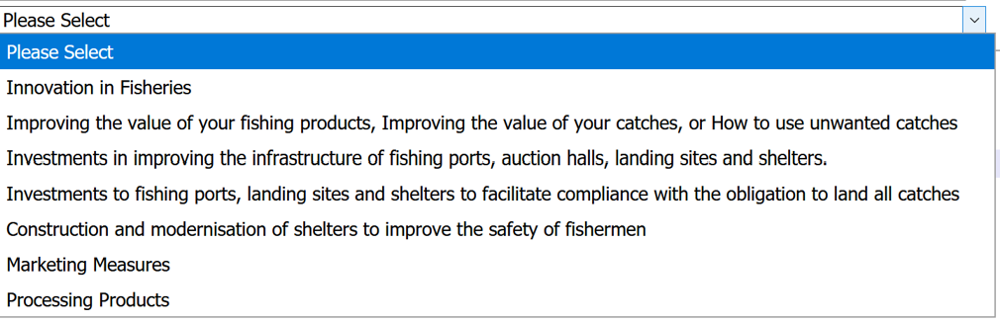 Please Select
Please Select
Innovation in Fisheries
Improving the value of your fishing products, Improving the value of your catches, or How to use unwanted catches
Investments in improving the infrastructure of fishing ports, auction halls, landing sites and shelters.
Investments to fishing ports, landing sites and shelters to facilitate compliance with the obligation to land all catches
Construction and modernisation of shelters to improve the safety of fishermen
Marketing Measures
Processing Products